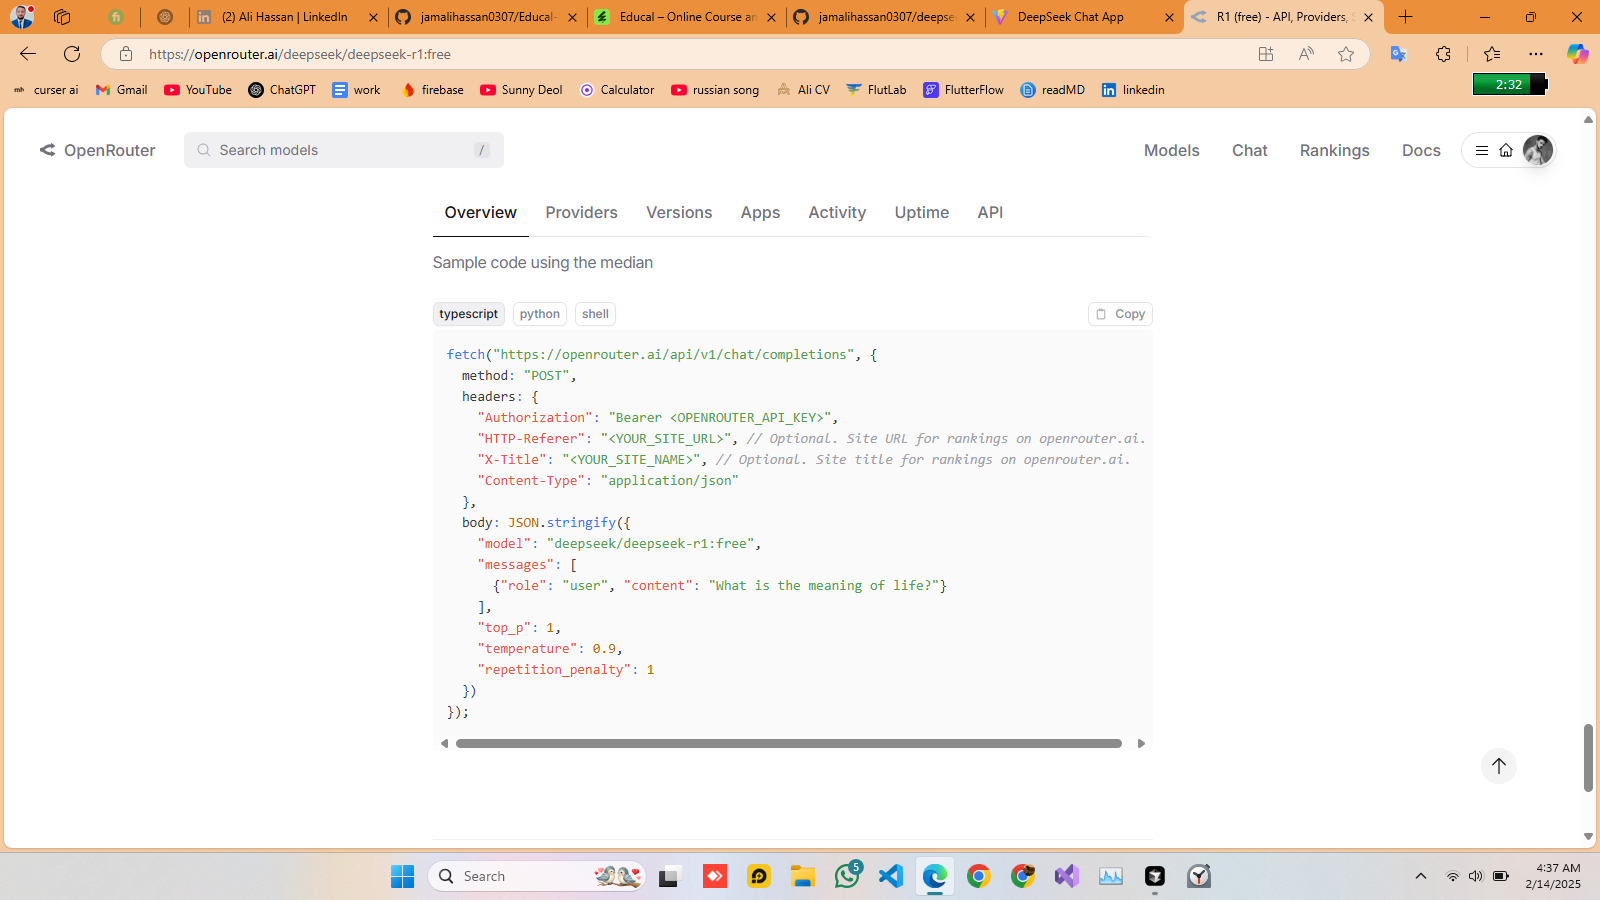 (2) Ali Hassan | LinkedIn
jamalihassan0307/Educal-
Educal – Online Course an
jamalihassan0307/deepse
DeepSeek Chat App
R1 (free) - API, Providers, S
https://openrouter.ai/deepseek/deepseek-r1:free
curser ai
Gmail
YouTube
ChatGPT
work
firebase
Sunny Deol
Calculator
russian song
Ali CV
FlutLab
FlutterFlow
readMD
linkedin
2:32
OpenRouter
Search models
/
Models
Chat
Rankings
Docs
Overview
Providers
Versions
Apps
Activity
Uptime
API
Sample code using the median
typescript
python
shell
Copy
fetch("https://openrouter.ai/api/v1/chat/completions", {
method: "POST",
headers: {
"Authorization": "Bearer <OPENROUTER_API_KEY>",
"HTTP-Referer": "<YOUR_SITE_URL>", // Optional. Site URL for rankings on openrouter.ai.
"X-Title": "<YOUR_SITE_NAME>", // Optional. Site title for rankings on openrouter.ai.
"Content-Type": "application/json"
},
body: JSON.stringify({
"model": "deepseek/deepseek-r1:free",
"messages": [
{"role": "user", "content": "What is the meaning of life?"}
],
"top_p": 1,
"temperature": 0.9,
"repetition_penalty": 1
})
});
Search
5
4:37 AM
2/14/2025